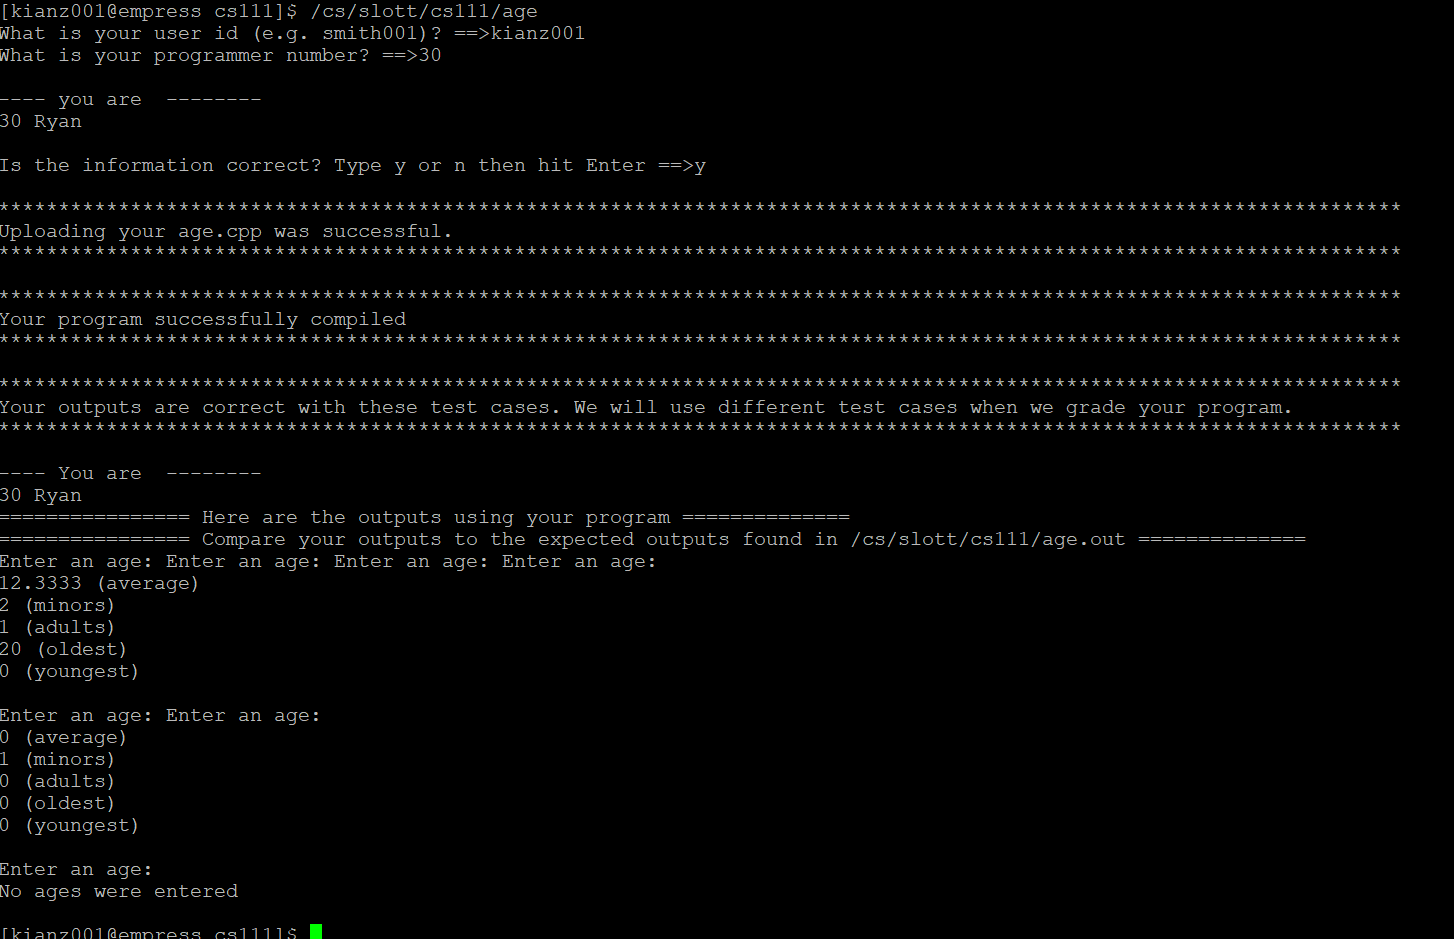 [kianz001@empress cs111]$ /cs/slott/cs111/age
What is your user id (e.g. smith001)? ==>kianz001
What is your programmer number? ==>30
---- you are  --------
30 Ryan
Is the information correct? Type y or n then hit Enter ==>y
*********************************************************************************************************************
Uploading your age.cpp was successful.
*********************************************************************************************************************
*********************************************************************************************************************
Your program successfully compiled
*********************************************************************************************************************
*********************************************************************************************************************
Your outputs are correct with these test cases. We will use different test cases when we grade your program.
*********************************************************************************************************************
---- You are  --------
30 Ryan
================ Here are the outputs using your program ==============
================ Compare your outputs to the expected outputs found in /cs/slott/cs111/age.out ==============
Enter an age: Enter an age: Enter an age: Enter an age:
12.3333 (average)
2 (minors)
1 (adults)
20 (oldest)
0 (youngest)
Enter an age: Enter an age:
0 (average)
1 (minors)
0 (adults)
0 (oldest)
0 (youngest)
Enter an age:
No ages were entered
[kianz001@empress cs111]$